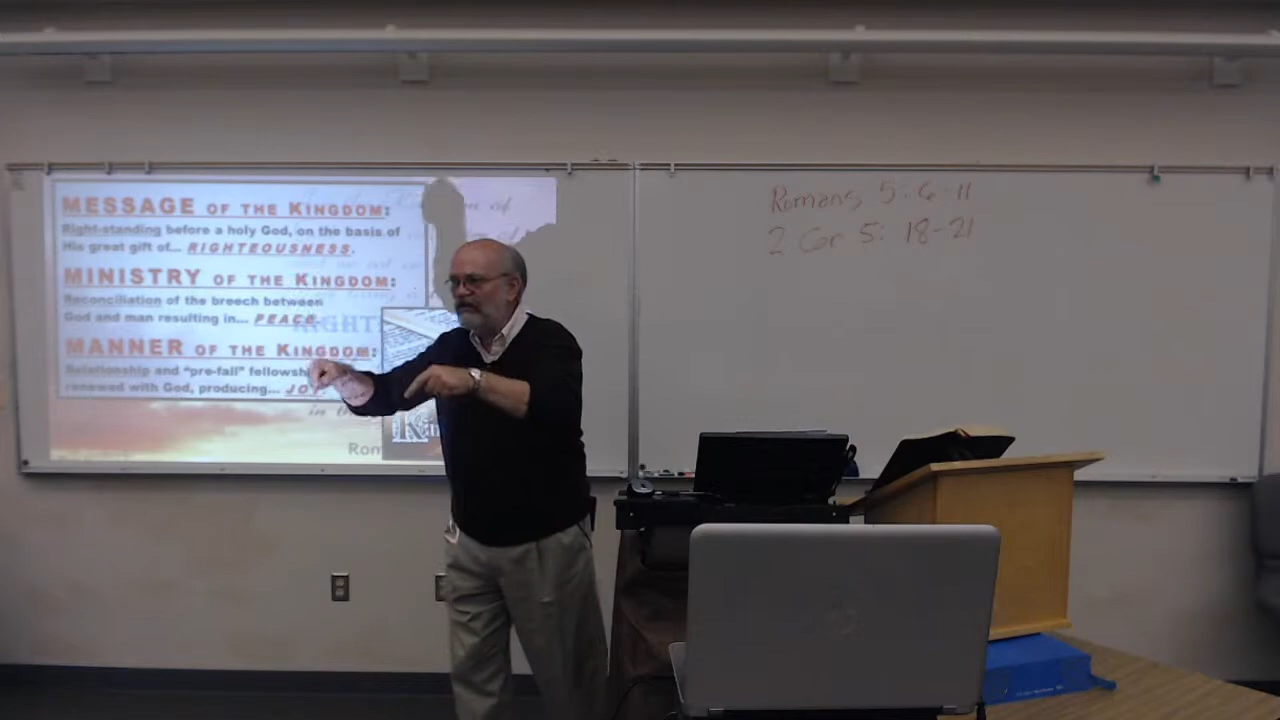 MESSAGE OF THE KINGDOM:
Right-standing before a holy God, on the basis of
His great gift of... RIGHTEOUSNESS.
MINISTRY OF THE KINGDOM:
Reconciliation of the breech between
God and man resulting in... PEACE.
MANNER OF THE KINGDOM:
Relationship and "pre-fall" fellowship
renewed with God, producing... JOY.
Rom
Romans 5:6-11
2 Cor 5:18-21